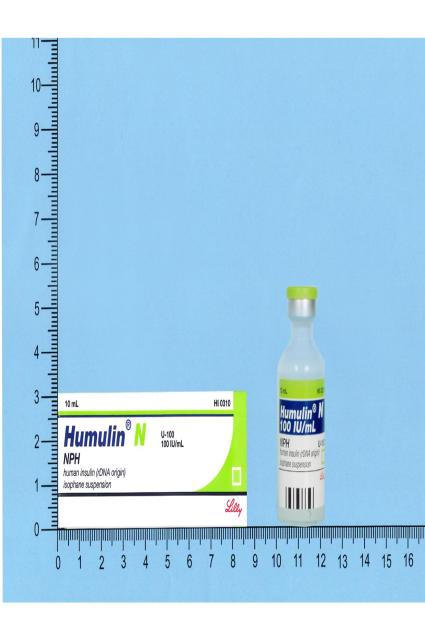 11
10
9
8
7
6
5
4
3
2
1
0
10 mL
HI 0310
Humulin® N
U-100
100 IU/mL
NPH
human insulin (rDNA origin)
isophane suspension
Lilly
mL
Humulin® N
100 IU/mL
NPH
human insulin (rDNA origin)
isophane suspension
0 1 2 3 4 5 6 7 8 9 10 11 12 13 14 15 16